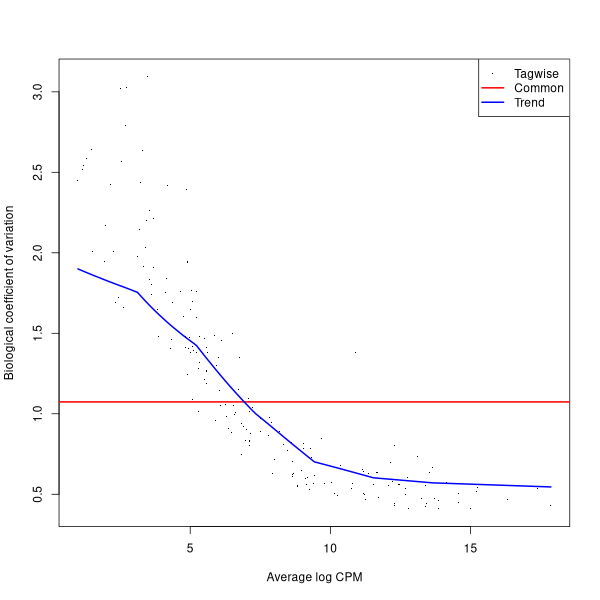 Tagwise
Common
Trend
Biological coefficient of variation
3.0
2.5
2.0
1.5
1.0
0.5
5
10
15
Average log CPM